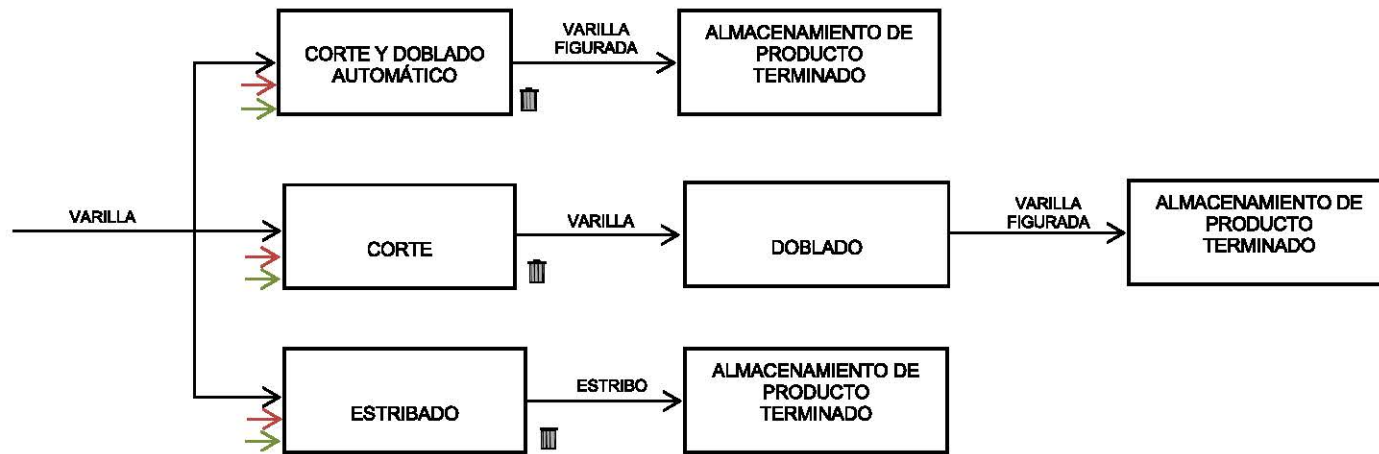 CORTE Y DOBLADO
AUTOMÁTICO
VARILLA
FIGURADA
ALMACENAMIENTO DE
PRODUCTO
TERMINADO
VARILLA
CORTE
VARILLA
DOBLADO
VARILLA
FIGURADA
ALMACENAMIENTO DE
PRODUCTO
TERMINADO
ESTRIBADO
ESTRIBO
ALMACENAMIENTO DE
PRODUCTO
TERMINADO